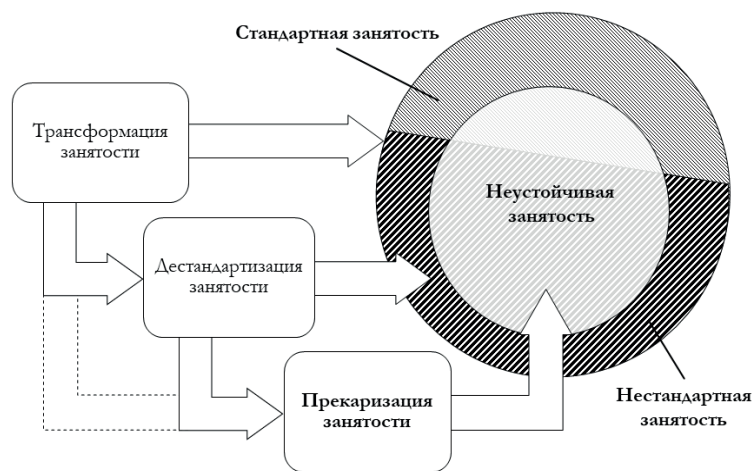 Стандартная занятость
Трансформация
занятости
Неустойчивая
занятость
Дестандартизация
занятости
Прекаризация
занятости
Нестандартная
занятость